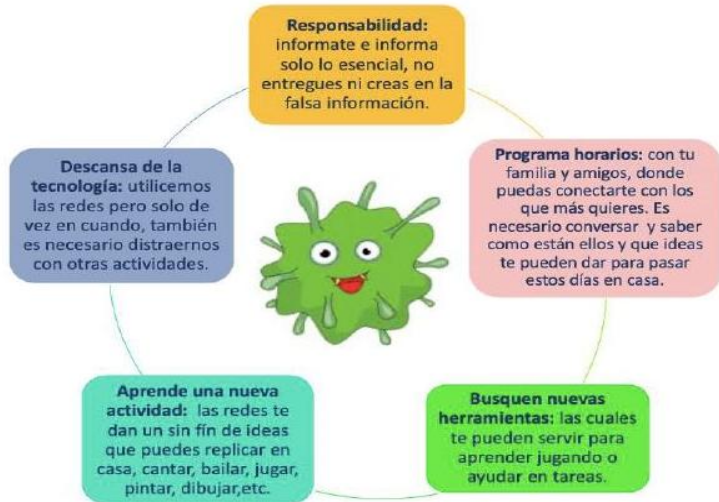 Responsabilidad:
informate e informa
solo lo esencial, no
entregues ni creas en la
falsa información.
Programa horarios: con tu
familia y amigos, donde
puedas conectarte con los
que más quieres. Es
necesario conversar y saber
como están ellos y que ideas
te pueden dar para pasar
estos días en casa.
Busquen nuevas
herramientas: las cuales
te pueden servir para
aprender jugando o
ayudar en tareas.
Aprende una nueva
actividad: las redes te
dan un sin fín de ideas
que puedes replicar en
casa, cantar, bailar, jugar,
pintar, dibujar,etc.
Descansa de la
tecnología: utilicemos
las redes pero solo de
vez en cuando, también
es necesario distraernos
con otras actividades.